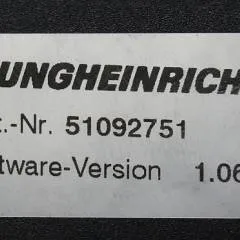 UNGHEINRICH
t.-Nr. 51092751
tware-Version 1.06